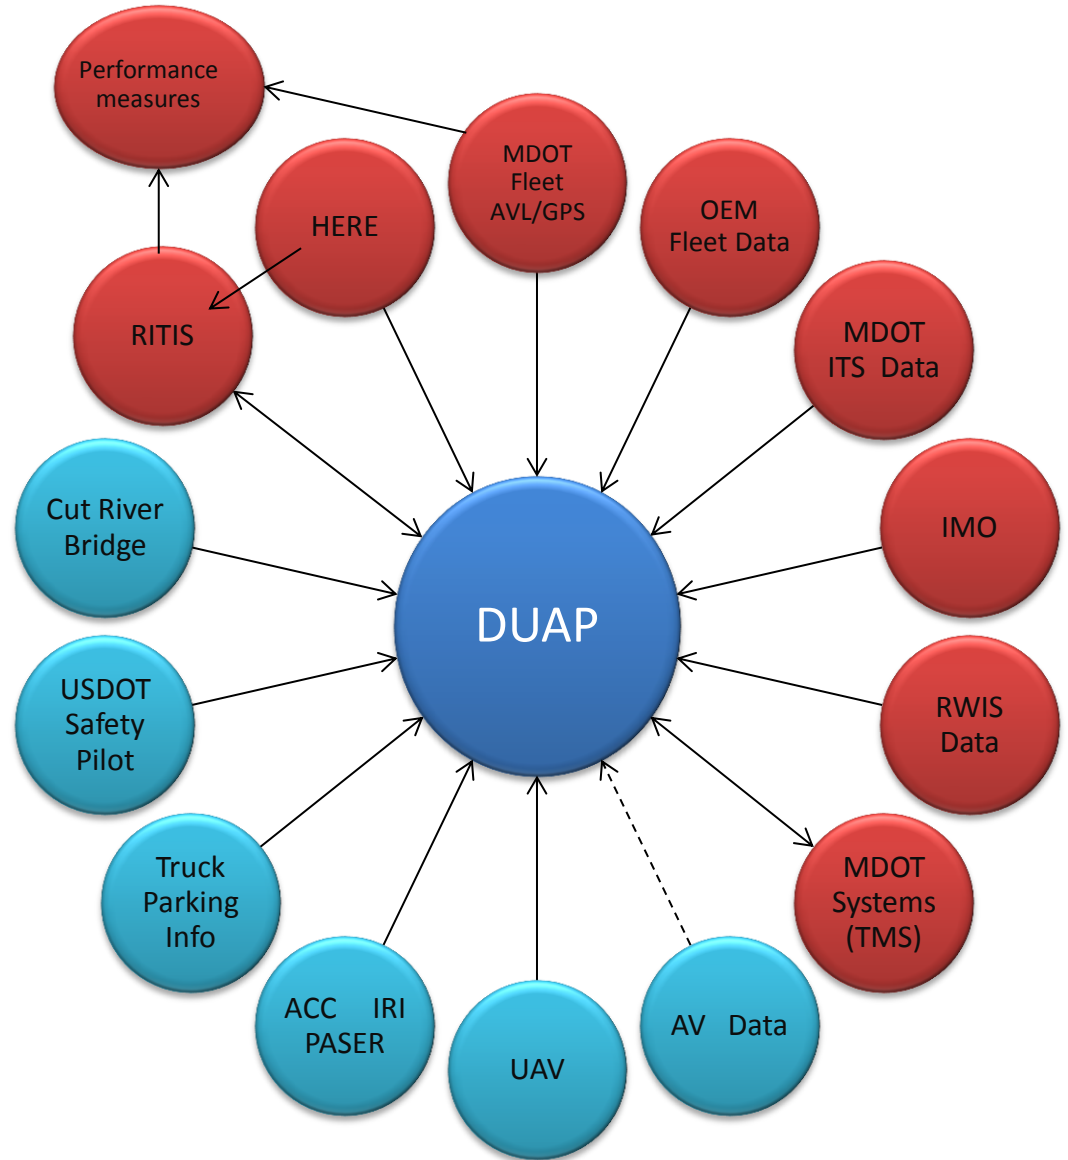 Performance
measures
MDOT
Fleet
AVL/GPS
HERE
OEM
Fleet Data
RITIS
MDOT
ITS Data
Cut River
Bridge
IMO
DUAP
USDOT
Safety
Pilot
RWIS
Data
Truck
Parking
Info
MDOT
Systems
(TMS)
ACC IRI
PASER
UAV
AV Data